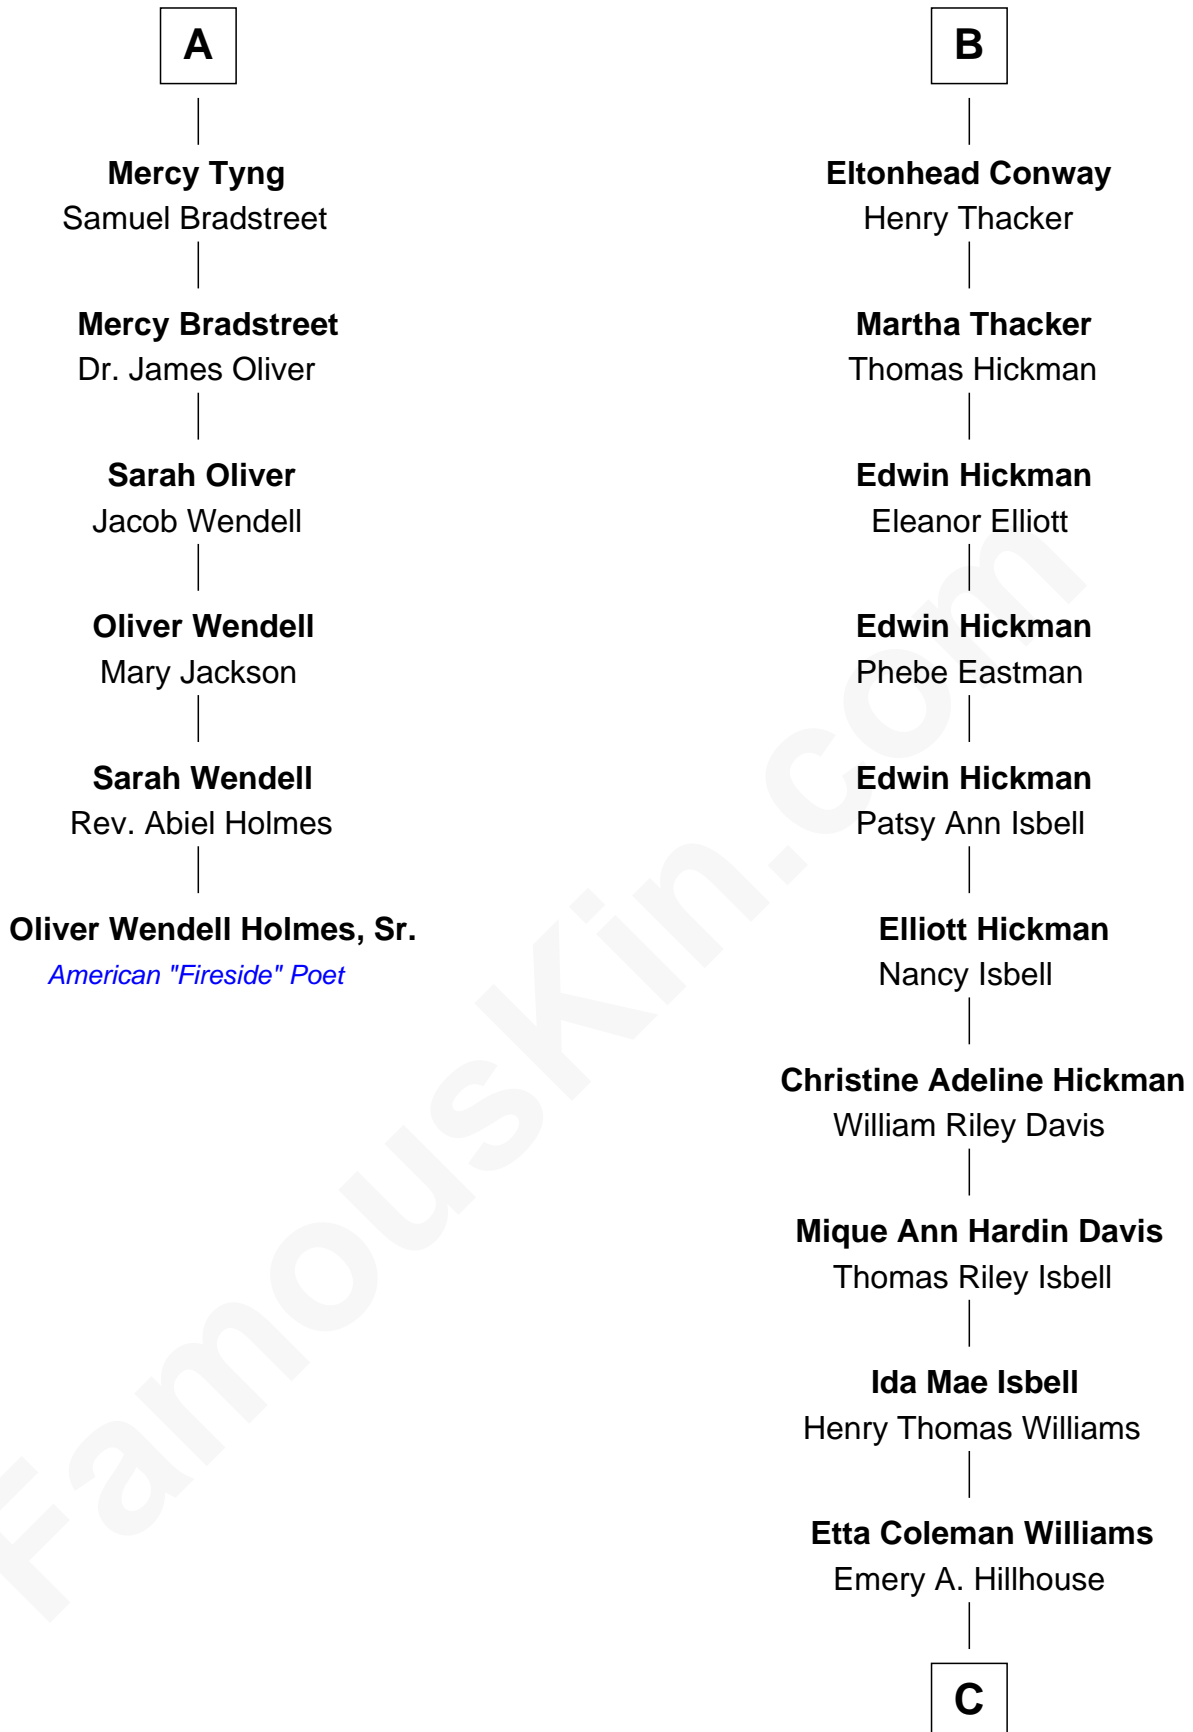 A
Mercy Tyng
Samuel Bradstreet
Mercy Bradstreet
Dr. James Oliver
Sarah Oliver
Jacob Wendell
Oliver Wendell
Mary Jackson
Sarah Wendell
Rev. Abiel Holmes
Oliver Wendell Holmes, Sr.
American "Fireside" Poet
B
Eltonhead Conway
Henry Thacker
Martha Thacker
Thomas Hickman
Edwin Hickman
Eleanor Elliott
Edwin Hickman
Phebe Eastman
Edwin Hickman
Patsy Ann Isbell
Elliott Hickman
Nancy Isbell
Christine Adeline Hickman
William Riley Davis
Mique Ann Hardin Davis
Thomas Riley Isbell
Ida Mae Isbell
Henry Thomas Williams
Etta Coleman Williams
Emery A. Hillhouse
C
FamousKin.com